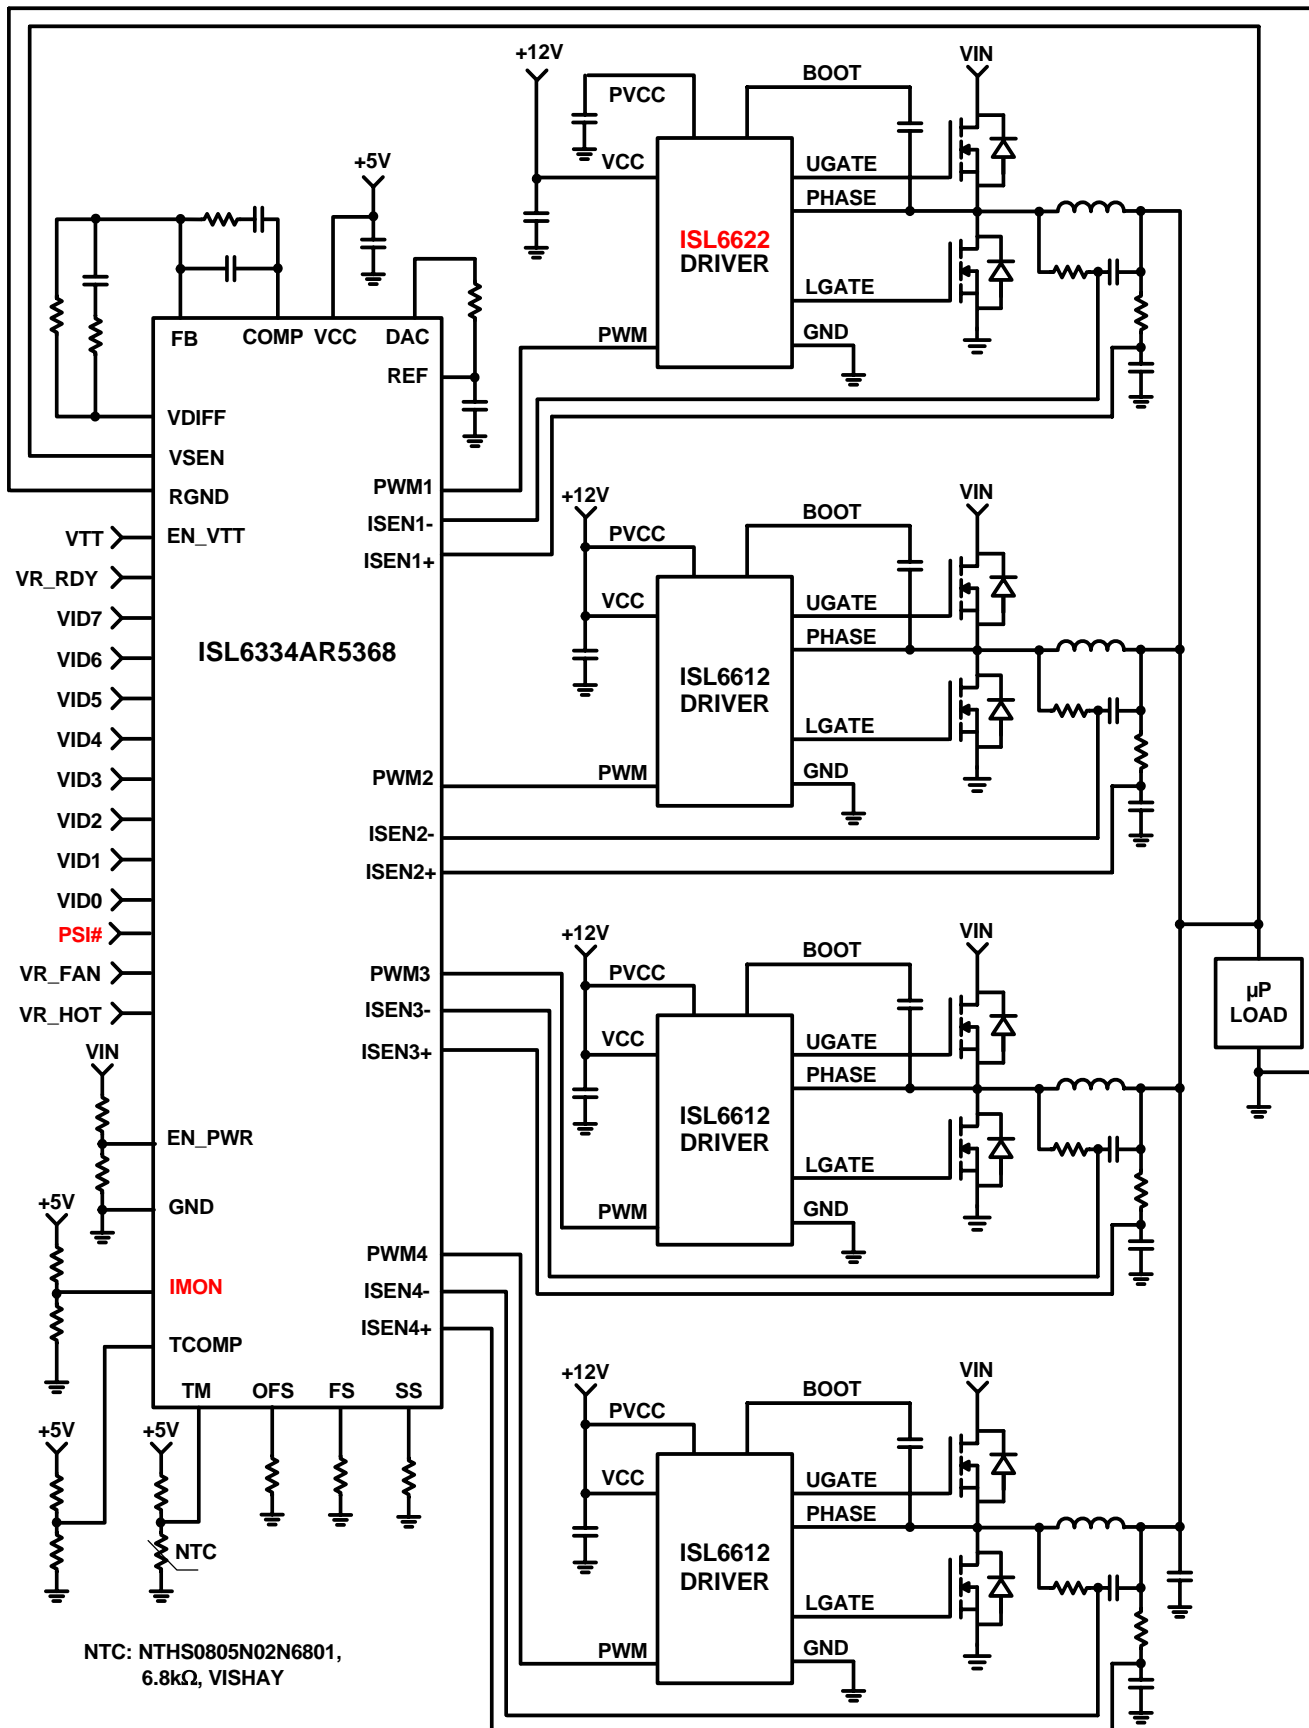 +12V
PVCC
BOOT
VIN
VCC
UGATE
PHASE
ISL6622
DRIVER
LGATE
PWM
GND
+5V
FB
COMP
VCC
DAC
REF
VDIFF
VSEN
RGND
EN_VTT
VTT
VR_RDY
VID7
VID6
VID5
VID4
VID3
VID2
VID1
VID0
PSI#
VR_FAN
VR_HOT
VIN
EN_PWR
GND
+5V
IMON
TCOMP
TM
OFS
FS
SS
+5V
+5V
NTC
ISL6334AR5368
PWM1
ISEN1-
ISEN1+
PWM2
ISEN2-
ISEN2+
PWM3
ISEN3-
ISEN3+
PWM4
ISEN4-
ISEN4+
+12V
PVCC
BOOT
VIN
VCC
UGATE
PHASE
ISL6612
DRIVER
LGATE
PWM
GND
+12V
PVCC
BOOT
VIN
VCC
UGATE
PHASE
ISL6612
DRIVER
LGATE
PWM
GND
µP
LOAD
+12V
PVCC
BOOT
VIN
VCC
UGATE
PHASE
ISL6612
DRIVER
LGATE
PWM
GND
NTC: NTHS0805N02N6801,
6.8kΩ, VISHAY